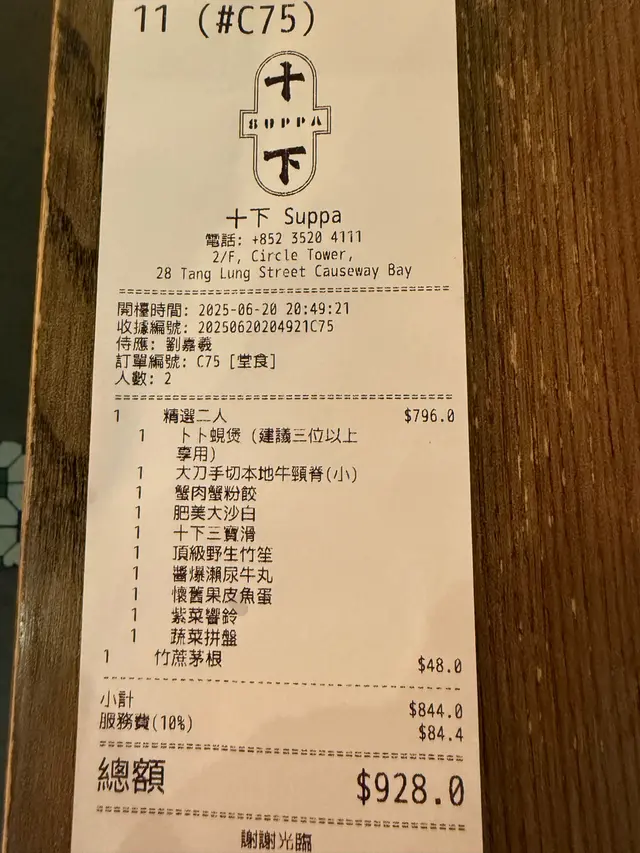 11 (#C75)
十
SUPPA
下
十下 Suppa
電話: +852 3520 4111
2/F, Circle Tower,
28 Tang Lung Street Causeway Bay
開檯時間: 2025-06-20 20:49:21
收據編號: 20250620204921C75
侍應: 劉嘉羲
訂單編號: C75 [堂食]
人數: 2
1 精選二人 $796.0
1 卜卜蜆煲 (建議三位以上
享用)
1 大刀手切本地牛頸脊(小)
1 蟹肉蟹粉餃
1 肥美大沙白
1 十下三寶滑
1 頂級野生竹笙
1 醬爆瀨尿牛丸
1 懷舊果皮魚蛋
1 紫菜響鈴
1 蔬菜拼盤
1 竹蔗茅根 $48.0
小計 $844.0
服務費(10%) $84.4
總額 $928.0
謝謝光臨